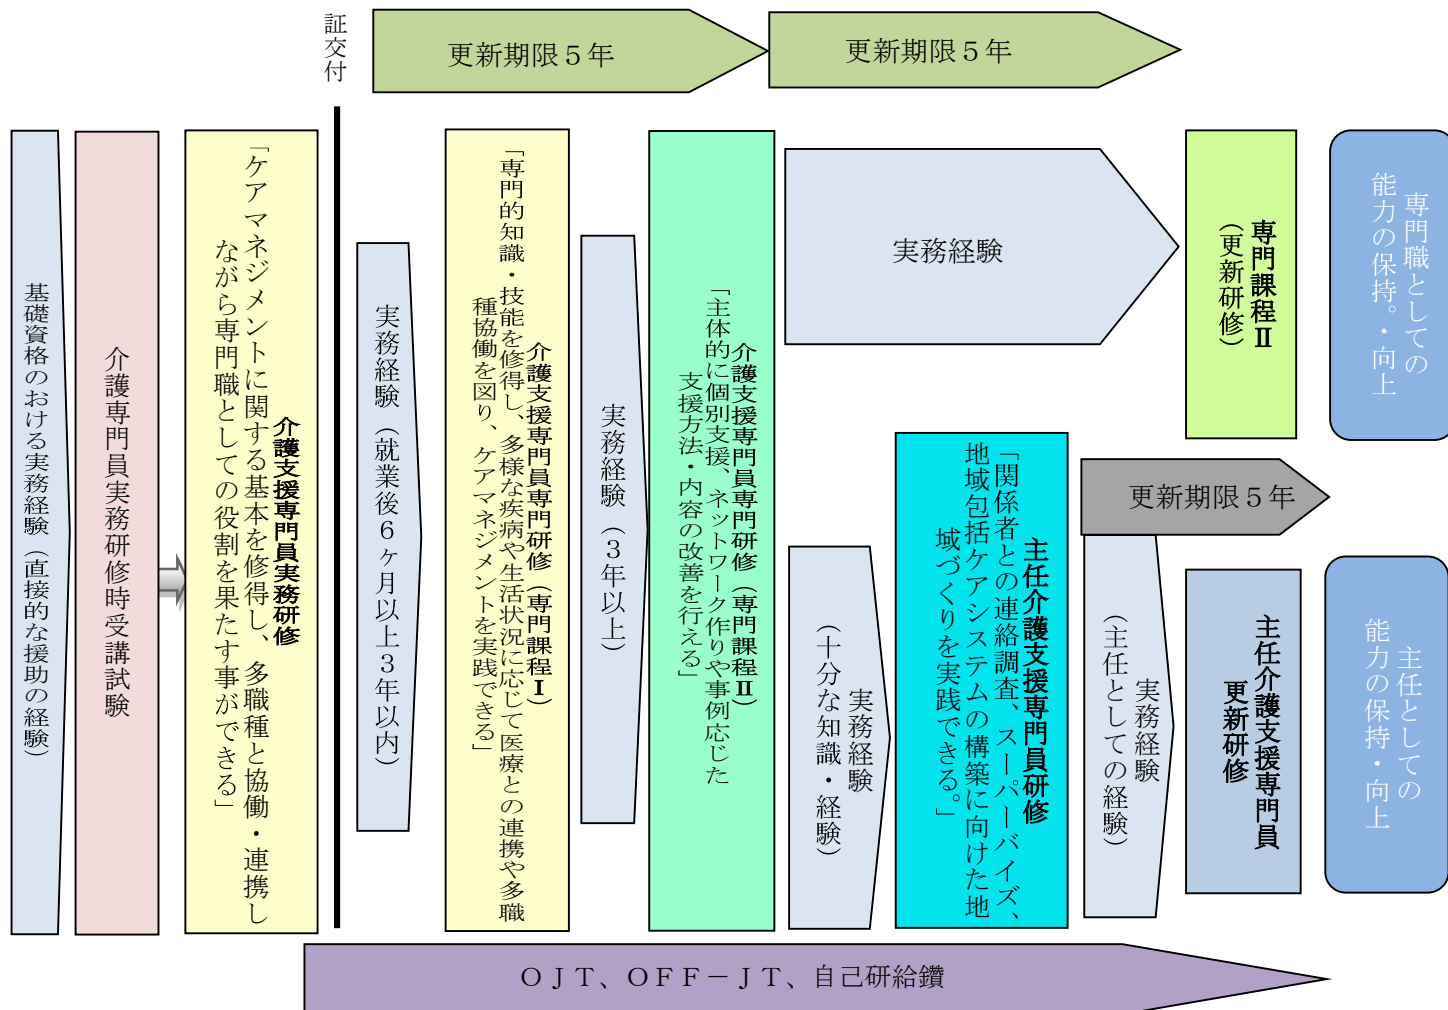 証交付
更新期限５年
更新期限５年
基礎資格のおける実務経験（直接的な援助の経験）
介護専門員実務研修時受講試験
介護支援専門員実務研修
「ケアマネジメントに関する基本を修得し、多職種と協働・連携し
ながら専門職としての役割を果たす事ができる」
実務経験（就業後６ヶ月以上３年以内）
介護支援専門員専門研修（専門課程Ⅰ）
「専門的知識・技能を修得し、多様な疾病や生活状況に応じて医療との連携や多職
種協働を図り、ケアマネジメントを実践できる」
実務経験（３年以上）
介護支援専門員専門研修（専門課程Ⅱ）
「主体的に個別支援、ネットワーク作りや事例応じた
支援方法・内容の改善を行える」
実務経験
専門課程Ⅱ
（更新研修）
専門職としての
能力の保持。・向上
実務経験
（十分な知識・経験）
主任介護支援専門員研修
「関係者との連絡調査、スーパーバイズ、
地域包括ケアシステムの構築に向けた地
域づくりを実践できる。」
更新期限５年
実務経験
（主任としての経験）
主任介護支援専門員
更新研修
主任としての
能力の保持・向上
ＯＪＴ、ＯＦＦ－ＪＴ、自己研給鑽